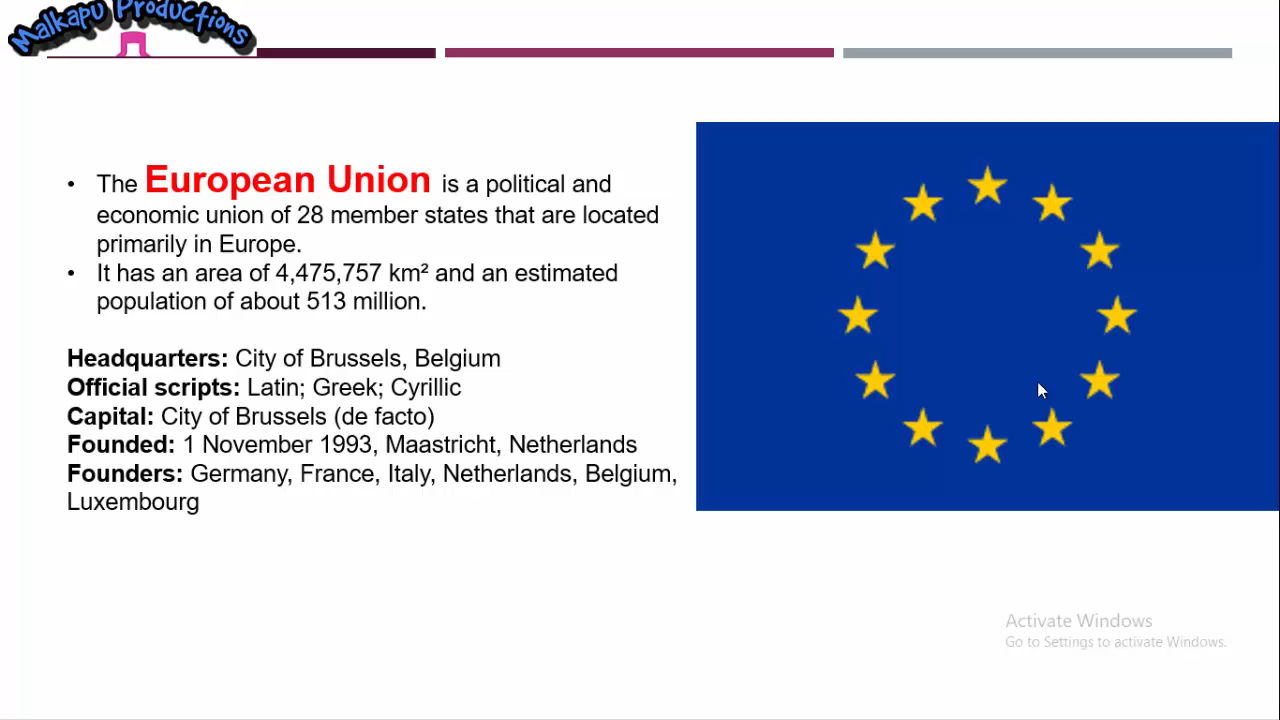 Malkapu Productions
• The European Union is a political and
economic union of 28 member states that are located
primarily in Europe.
• It has an area of 4,475,757 km² and an estimated
population of about 513 million.
Headquarters: City of Brussels, Belgium
Official scripts: Latin; Greek; Cyrillic
Capital: City of Brussels (de facto)
Founded: 1 November 1993, Maastricht, Netherlands
Founders: Germany, France, Italy, Netherlands, Belgium,
Luxembourg
Activate Windows
Go to Settings to activate Windows.